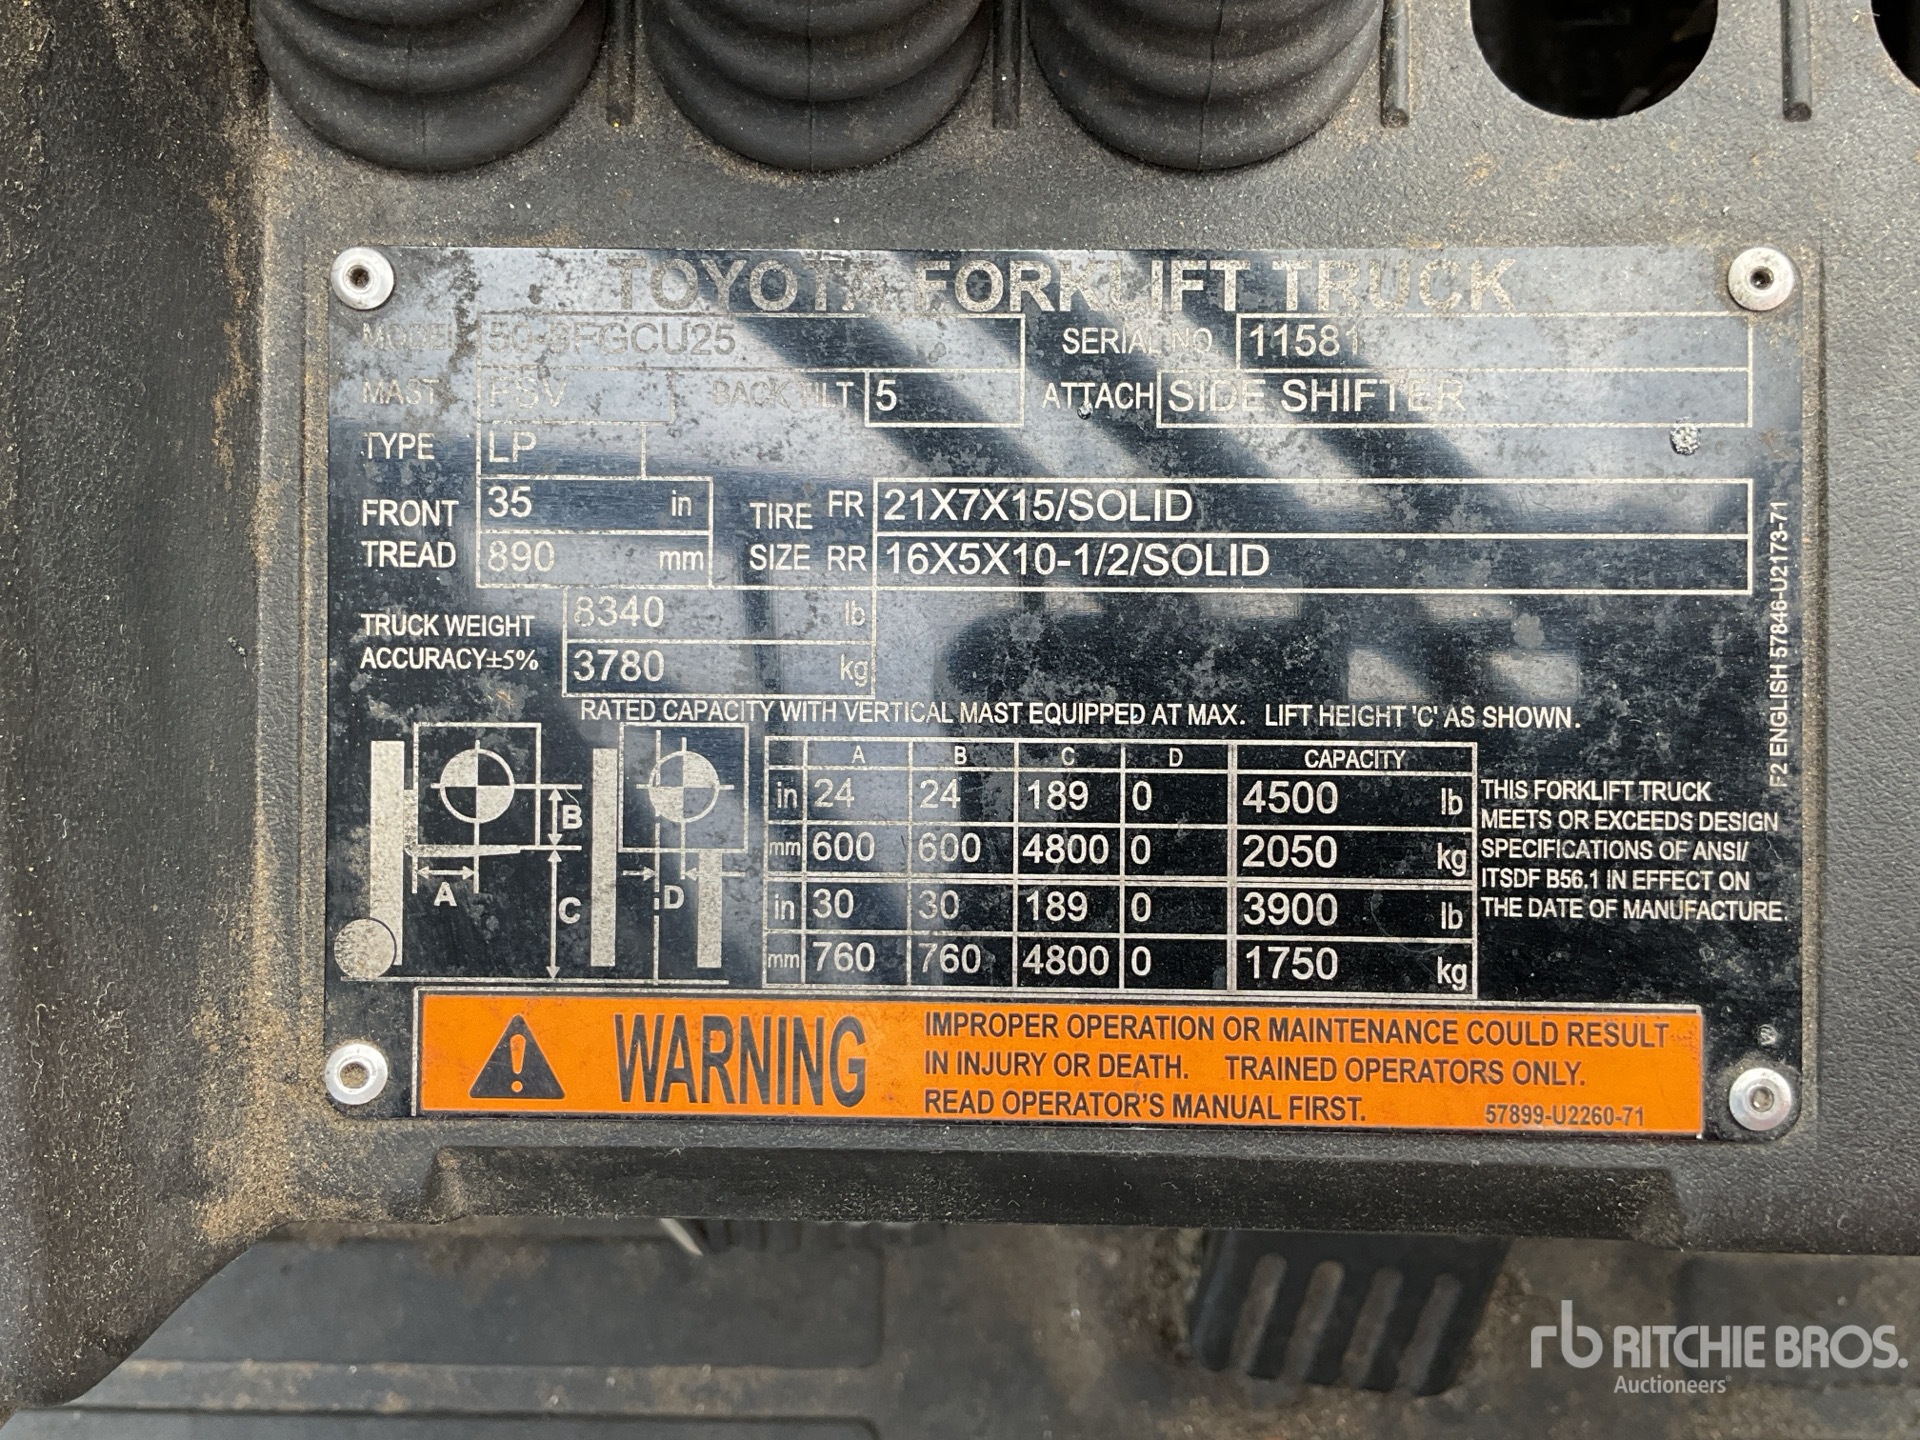 TOYOTA FORKLIFT TRUCK
MODEL SERIAL NO. 11581
MAST FSV BACK TILT 5 ATTACH SIDE SHIFTER
TYPE LP
FRONT TREAD 35 in TIRE SIZE FR 21X7X15/SOLID
890 mm RR 16X5X10-1/2/SOLID
TRUCK WEIGHT 8340 lb
ACCURACY±5% 3780 kg
RATED CAPACITY WITH VERTICAL MAST EQUIPPED AT MAX. LIFT HEIGHT 'C' AS SHOWN.
A B C D CAPACITY
in 24 24 189 0 4500 lb
mm 600 600 4800 0 2050 kg
in 30 30 189 0 3900 lb
mm 760 760 4800 0 1750 kg
B
A
C
D
THIS FORKLIFT TRUCK
MEETS OR EXCEEDS DESIGN
SPECIFICATIONS OF ANSI/
ITSDF B56.1 IN EFFECT ON
THE DATE OF MANUFACTURE.
F2 ENGLISH 57846-U2173-71
WARNING
IMPROPER OPERATION OR MAINTENANCE COULD RESULT
IN INJURY OR DEATH. TRAINED OPERATORS ONLY.
READ OPERATOR'S MANUAL FIRST.
57899-U2260-71
rb RITCHIE BROS.
Auctioneers